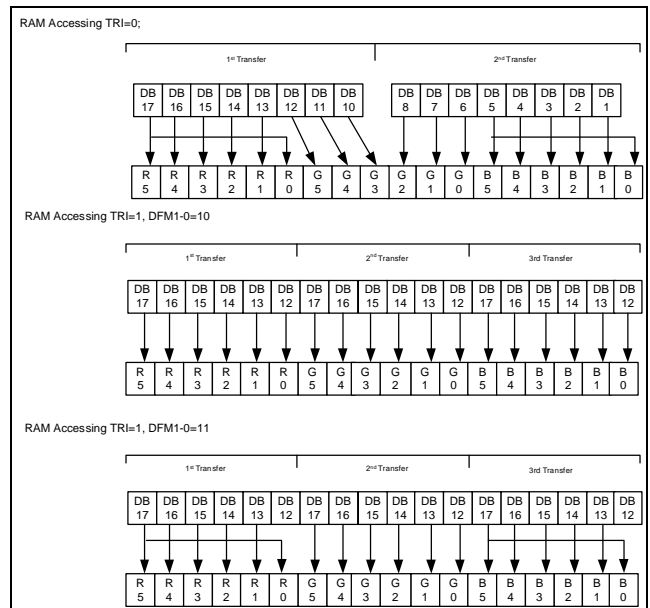 RAM Accessing TRI=0;
1st Transfer 2nd Transfer
DB DB DB DB DB DB DB DB DB DB DB DB DB DB DB DB
17 16 15 14 13 12 11 10 8 7 6 5 4 3 2 1
R R R R R R G G G G G G B B B B B B
5 4 3 2 1 0 5 4 3 2 1 0 5 4 3 2 1 0
RAM Accessing TRI=1, DFM1-0=10
1st Transfer 2nd Transfer 3rd Transfer
DB DB DB DB DB DB DB DB DB DB DB DB DB DB DB DB DB DB
17 16 15 14 13 12 17 16 15 14 13 12 17 16 15 14 13 12
R R R R R R G G G G G G B B B B B B
5 4 3 2 1 0 5 4 3 2 1 0 5 4 3 2 1 0
RAM Accessing TRI=1, DFM1-0=11
1st Transfer 2nd Transfer 3rd Transfer
DB DB DB DB DB DB DB DB DB DB DB DB DB DB DB DB DB DB
17 16 15 14 13 12 17 16 15 14 13 12 17 16 15 14 13 12
R R R R R R G G G G G G B B B B B B
5 4 3 2 1 0 5 4 3 2 1 0 5 4 3 2 1 0